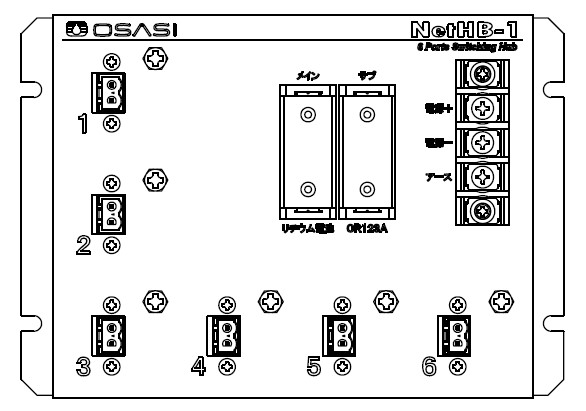 OSASI
NetHB-1
6 Ports Switching Hub
メイン
サブ
電源+
電源-
アース
リチウム電池
CR123A
1
2
3
4
5
6